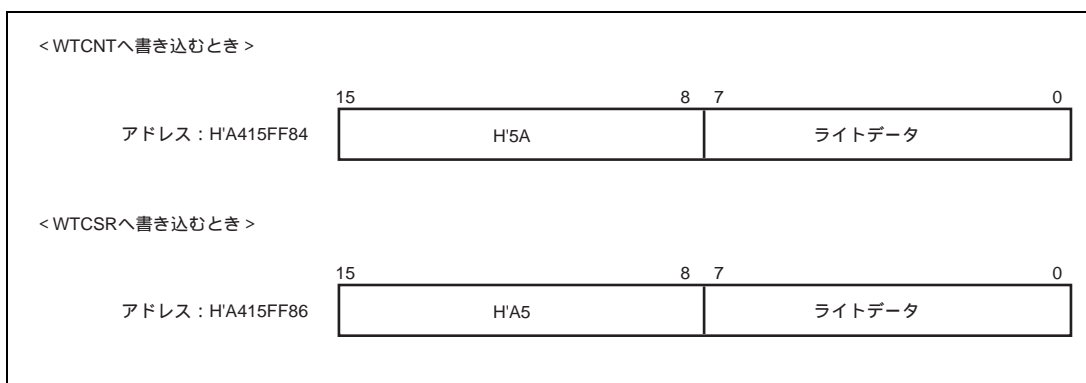 < WTCNTへ書き込むとき >
15 8 7 0
アドレス：H'A415FF84 H'5A ライトデータ
< WTCSRへ書き込むとき >
15 8 7 0
アドレス：H'A415FF86 H'A5 ライトデータ